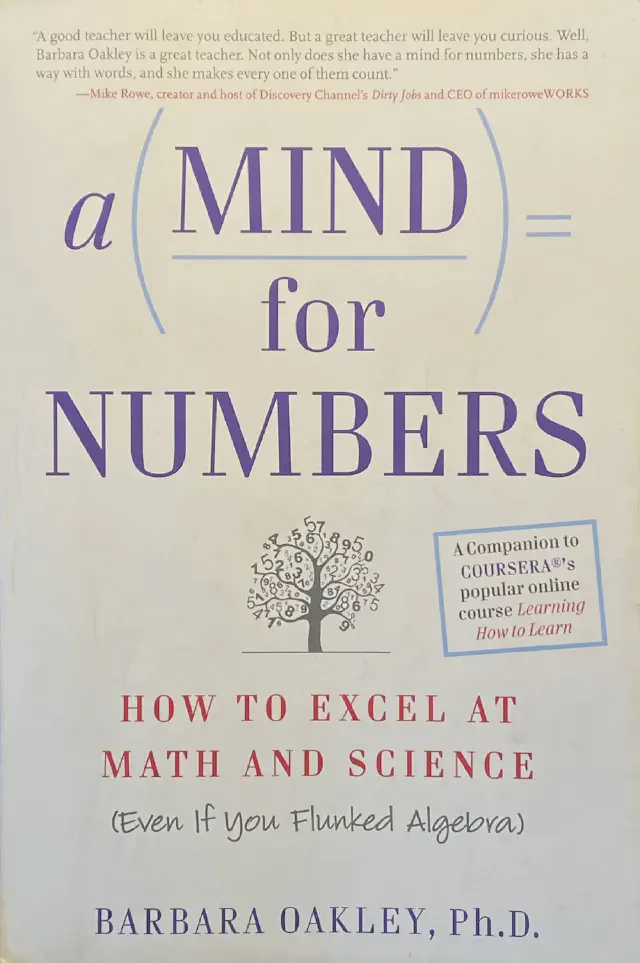 “A good teacher will leave you educated. But a great teacher will leave you curious. Well,
Barbara Oakley is a great teacher. Not only does she have a mind for numbers, she has a
way with words, and she makes every one of them count.”
—Mike Rowe, creator and host of Discovery Channel’s Dirty Jobs and CEO of mikeroweWORKS
a (MIND) =
for
NUMBERS
A Companion to
COURSERA®’s
popular online
course Learning
How to Learn
HOW TO EXCEL AT
MATH AND SCIENCE
(Even If You Flunked Algebra)
BARBARA OAKLEY, Ph.D.